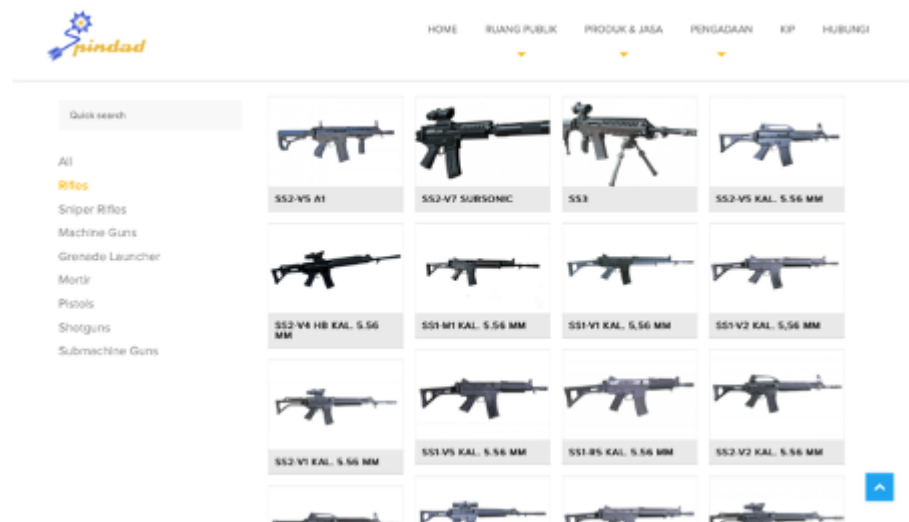 Spindad
HOME RUANG PUBLIK PRODUK & JASA PENGADAAN KIP HUBUNGI
Quick search
All
Rifles
Sniper Rifles
Machine Guns
Grenade Launcher
Mortir
Pistols
Shotguns
Submachine Guns
SS2-V5 A1
SS2-V7 SUBSONIC
SS3
SS2-V5 KAL. 5.56 MM
SS2-V4 HB KAL. 5.56
MM
SS1-M1 KAL. 5.56 MM
SS1-V1 KAL. 5,56 MM
SS1-V2 KAL. 5,56 MM
SS2-V1 KAL. 5.56 MM
SS1-V5 KAL. 5.56 MM
SS1-R5 KAL. 5.56 MM
SS2-V2 KAL. 5.56 MM